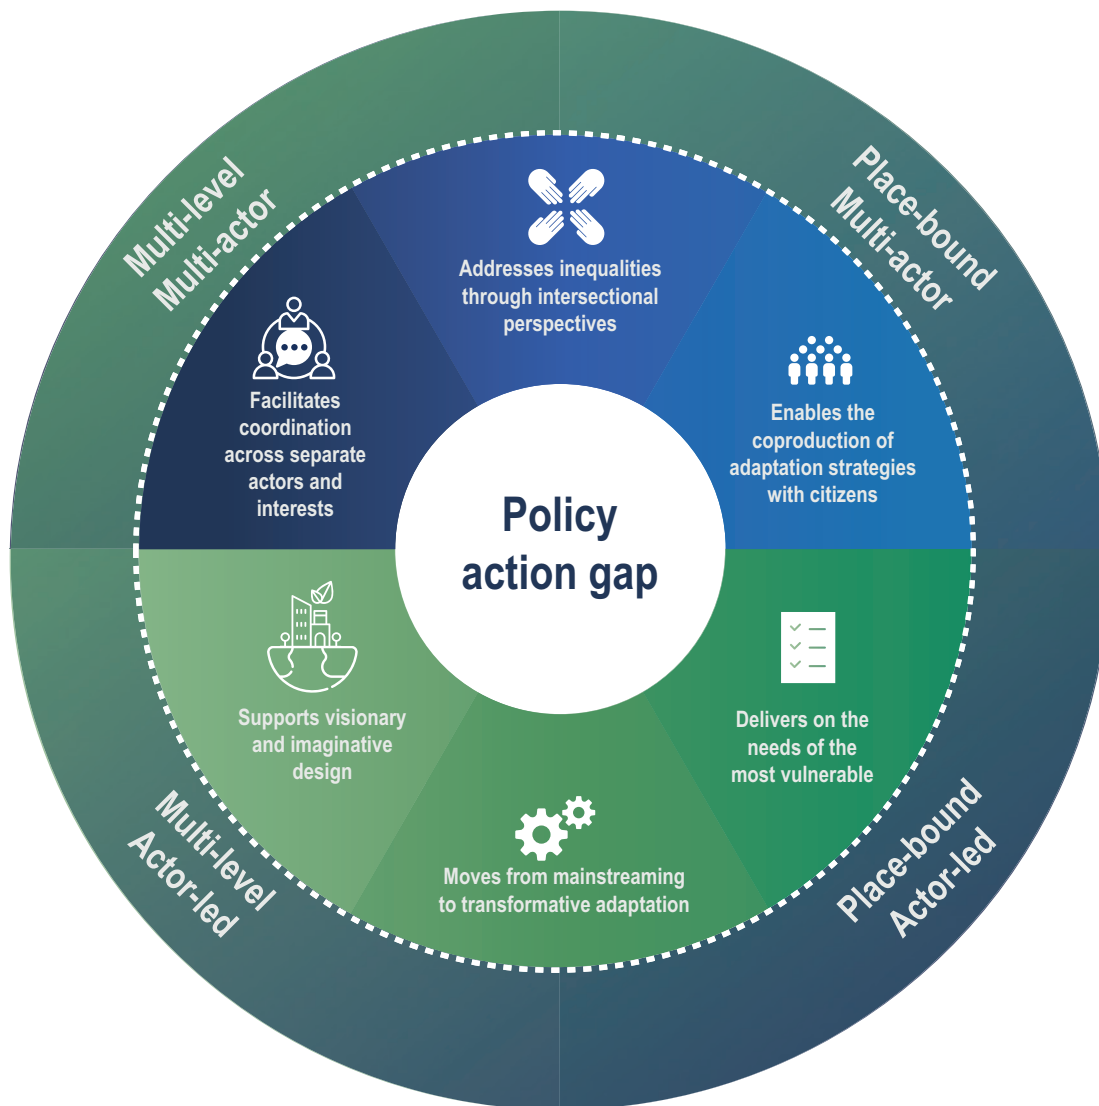 Multi-level
Multi-actor
Place-bound
Multi-actor
Addresses inequalities
through intersectional
perspectives
Facilitates
coordination
across separate
actors and
interests
Enables the
coproduction of
adaptation strategies
with citizens
Policy
action gap
Supports visionary
and imaginative
design
Delivers on the
needs of the
most vulnerable
Moves from mainstreaming
to transformative adaptation
Multi-level
Actor-led
Place-bound
Actor-led